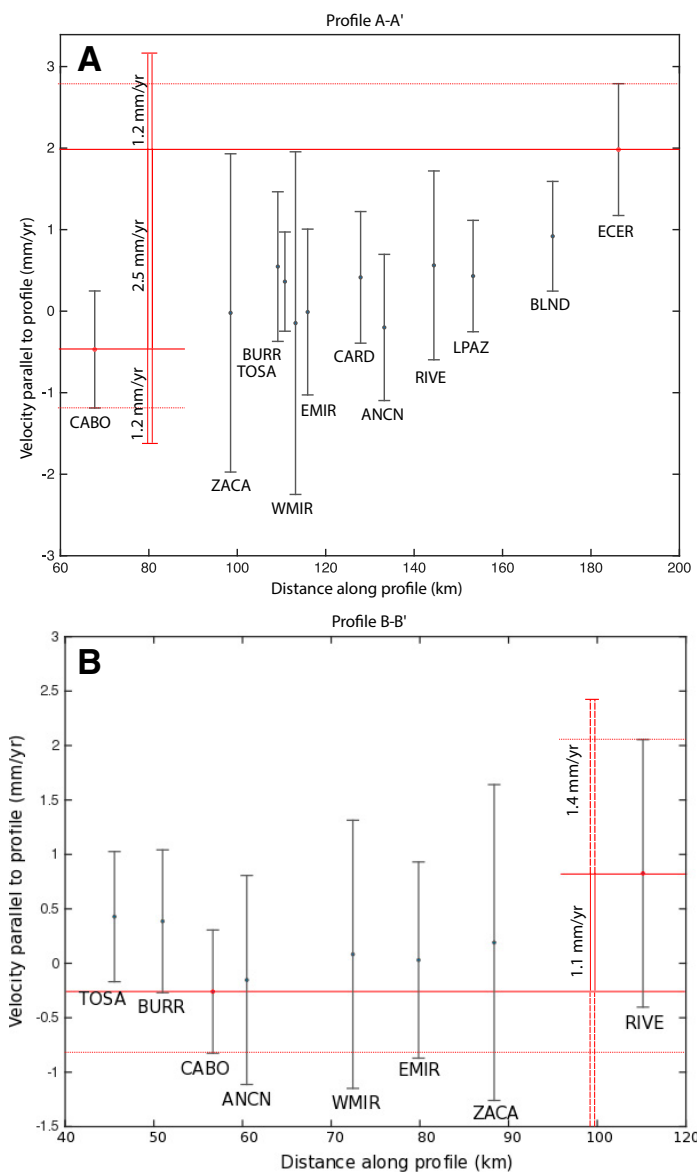 Profile A-A'
A
3
2
1
0
-1
-2
-3
Velocity parallel to profile (mm/yr)
1.2 mm/yr
2.5 mm/yr
1.2 mm/yr
CABO
ZACA
BURR
TOSA
WMIR
EMIR
CARD
ANCN
RIVE
LPAZ
BLND
ECER
60
80
100
120
140
160
180
200
Distance along profile (km)
Profile B-B'
B
3
2.5
2
1.5
1
0.5
0
-0.5
-1
-1.5
Velocity parallel to profile (mm/yr)
1.4 mm/yr
1.1 mm/yr
TOSA
BURR
CABO
ANCN
WMIR
EMIR
ZACA
RIVE
40
50
60
70
80
90
100
110
120
Distance along profile (km)